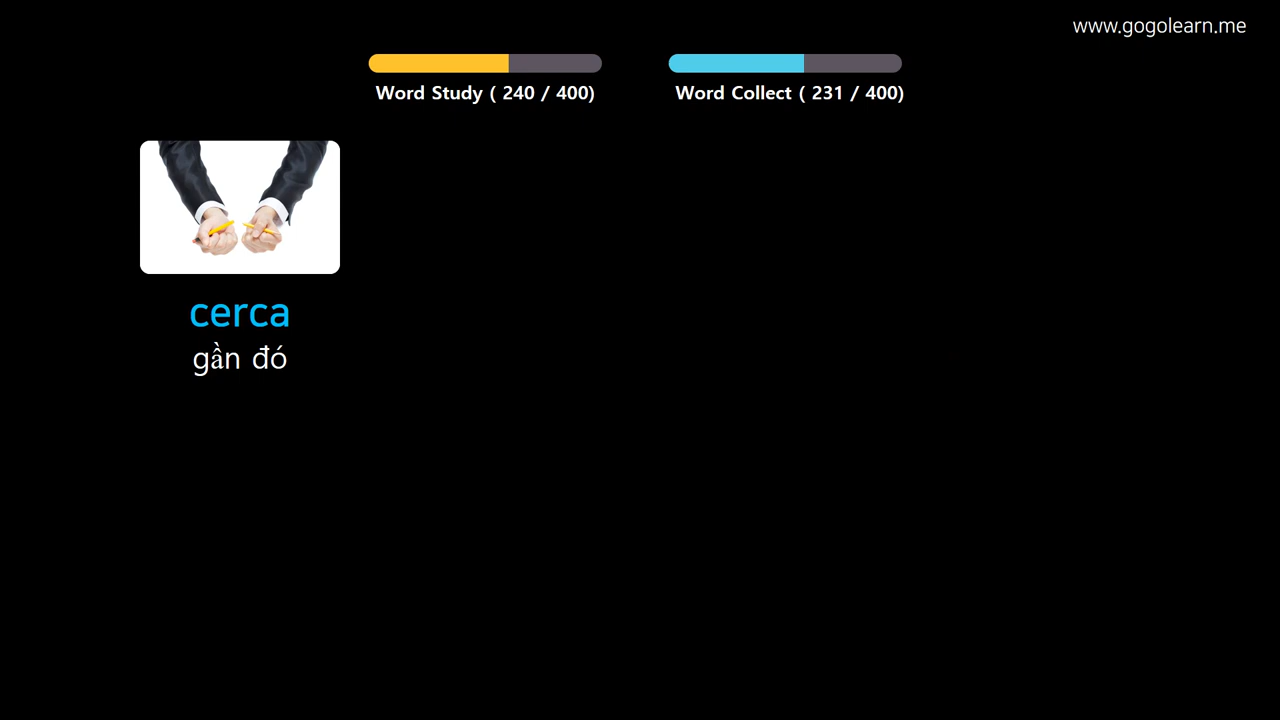 www.gogolearn.me
Word Study ( 240 / 400)
Word Collect ( 231 / 400)
cerca
gần đó